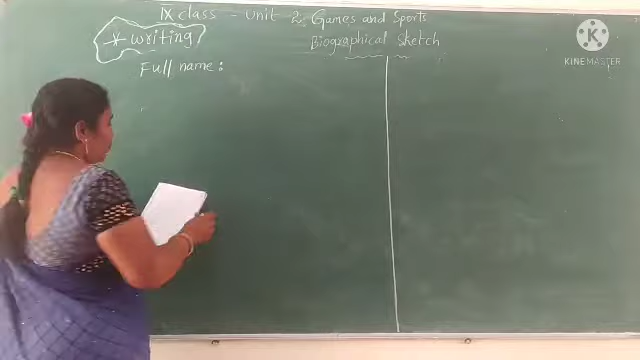 IX class - Unit 2: Games and Sports
* writing
Biographical Sketch
Full name:
K
KINEMASTER